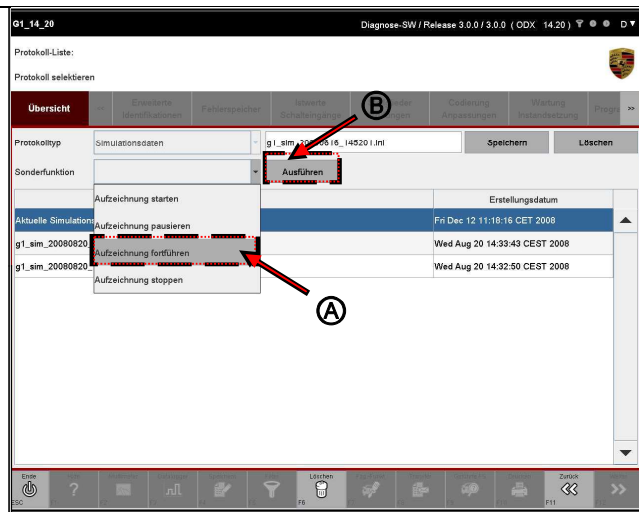 G1_14_20 Diagnose-SW / Release 3.0.0 / 3.0.0 ( ODX 14.20 ) D
Protokoll-Liste:
Protokoll selektieren
Übersicht Erweiterte Identifikationen Fehlerspeicher Istwerte Schalteingänge Codierung Anpassungen Wartung Instandsetzung Progr
B
Protokolltyp Simulationsdaten Speichern Löschen
Sonderfunktion Ausführen
Aufzeichnung starten
Erstellungsdatum
Aktuelle Simulations Fri Dec 12 11:18:16 CET 2008
Aufzeichnung pausieren
g1_sim_20080820_ Wed Aug 20 14:33:43 CEST 2008
Aufzeichnung fortführen
g1_sim_20080820_ Wed Aug 20 14:32:50 CEST 2008
Aufzeichnung stoppen
A
Ende Löschen Zurück
ESC F8 F11